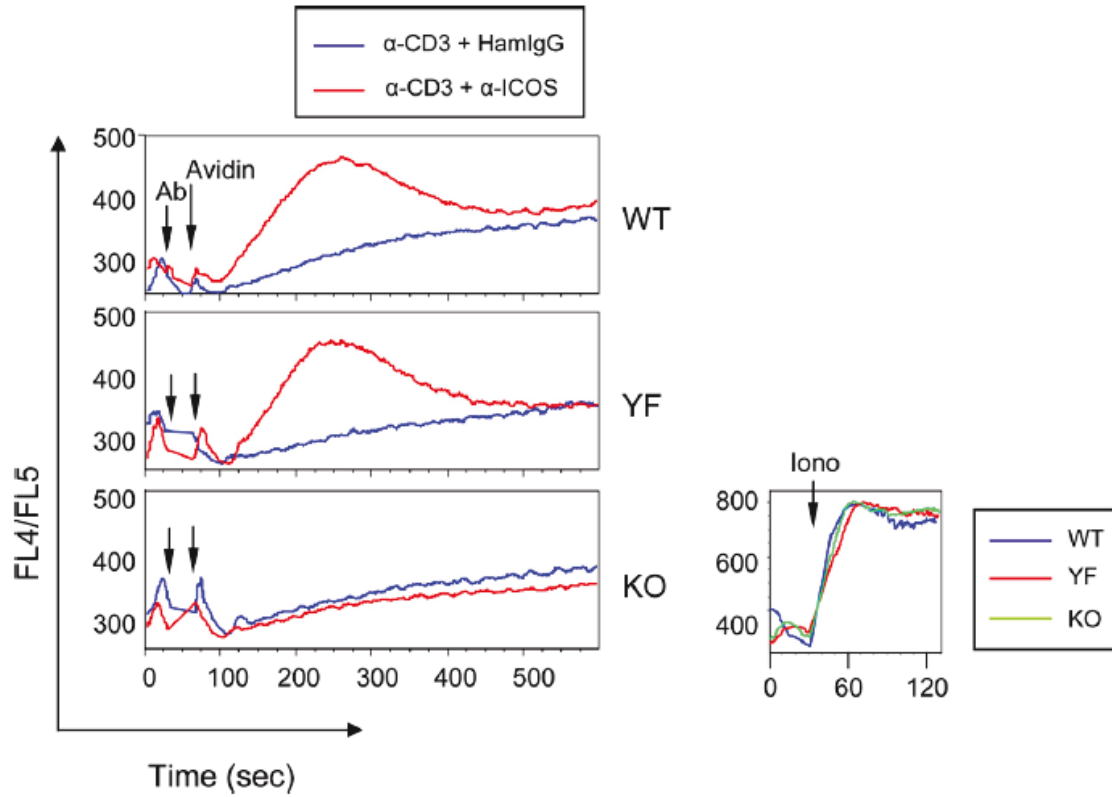 α-CD3 + HamIgG
α-CD3 + α-ICOS
500
400
300
Ab
Avidin
WT
500
400
300
YF
500
400
300
KO
0 100 200 300 400 500
FL4/FL5
Time (sec)
Iono
800
600
400
0 60 120
WT
YF
KO